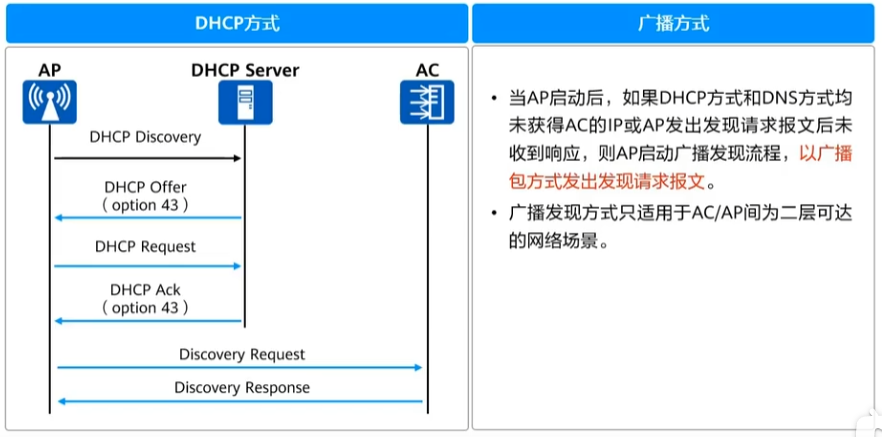 DHCP方式
AP
DHCP Server
AC
DHCP Discovery
DHCP Offer
（ option 43 ）
DHCP Request
DHCP Ack
（ option 43 ）
Discovery Request
Discovery Response
广播方式
• 当AP启动后，如果DHCP方式和DNS方式均
未获得AC的IP或AP发出发现请求报文后未
收到响应，则AP启动广播发现流程，以广播
包方式发出发现请求报文。
• 广播发现方式只适用于AC/AP间为二层可达
的网络场景。